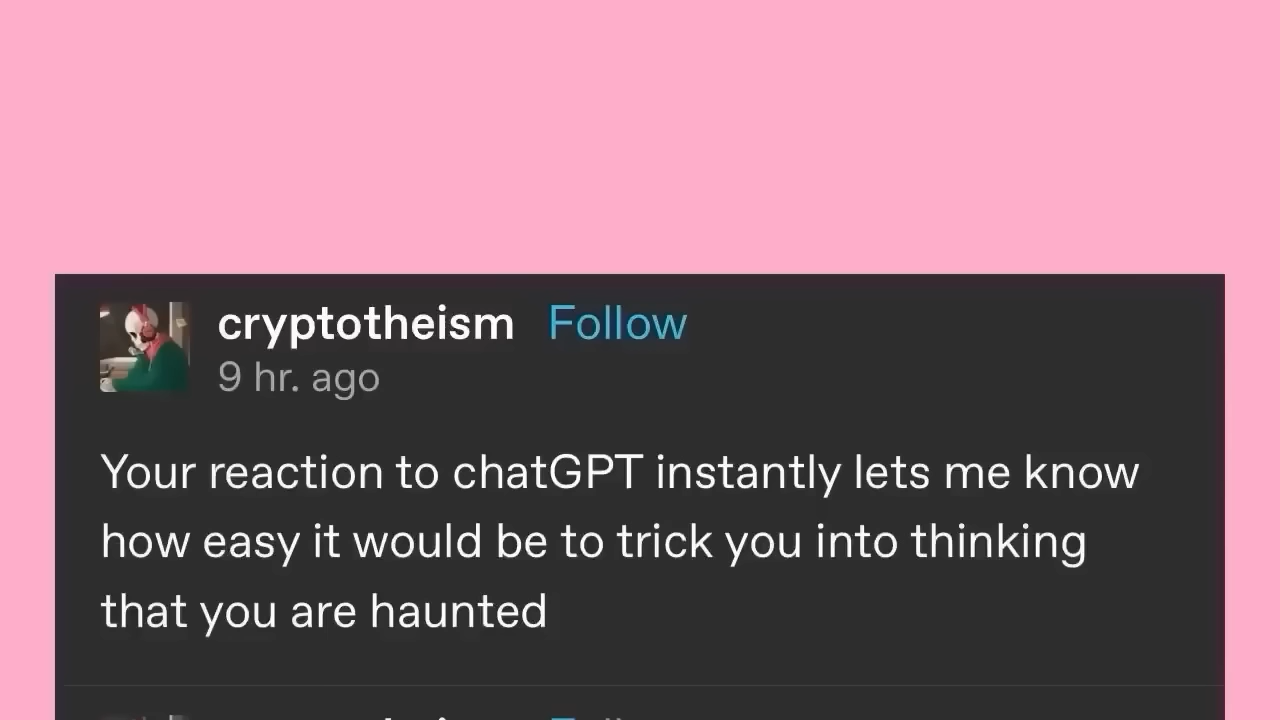 cryptotheism Follow
9 hr. ago
Your reaction to chatGPT instantly lets me know
how easy it would be to trick you into thinking
that you are haunted